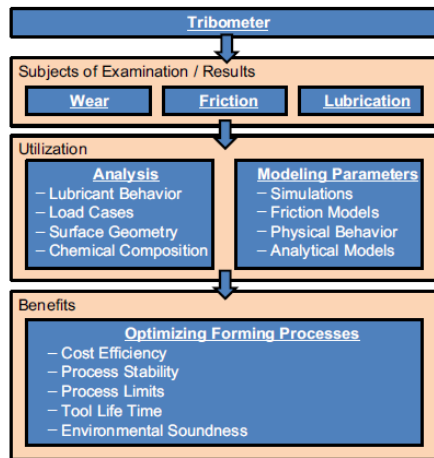 Tribometer
Subjects of Examination / Results
Wear Friction Lubrication
Utilization
Analysis
– Lubricant Behavior
– Load Cases
– Surface Geometry
– Chemical Composition
Modeling Parameters
– Simulations
– Friction Models
– Physical Behavior
– Analytical Models
Benefits
Optimizing Forming Processes
– Cost Efficiency
– Process Stability
– Process Limits
– Tool Life Time
– Environmental Soundness